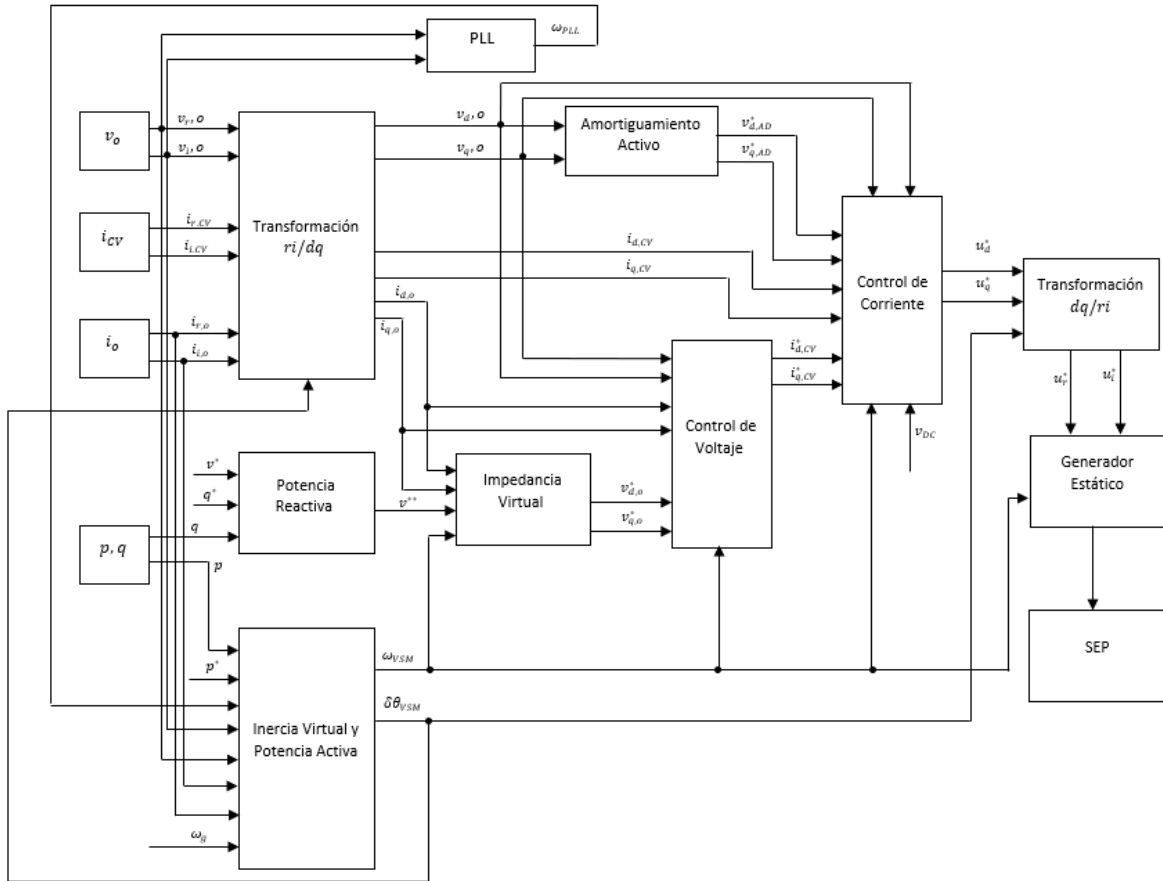 ω_PLL
PLL
v_o
v_r, o
v_i, o
v_d, o
v_q, o
Amortiguamiento
Activo
v*_d,AD
v*_q,AD
i_CV
i_r,CV
i_i,CV
Transformación
ri/dq
i_d,CV
i_q,CV
Control de
Corriente
u*_d
u*_q
Transformación
dq/ri
i_o
i_r,o
i_i,o
i_d,o
i_q,o
i*_d,CV
i*_q,CV
u*_r
u*_i
v_DC
Control de
Voltaje
v*
q*
q
Potencia
Reactiva
v**
Impedancia
Virtual
v*_d,o
v*_q,o
Generador
Estático
p, q
p
p*
ω_VSM
δθ_VSM
Inercia Virtual y
Potencia Activa
SEP
ω_g